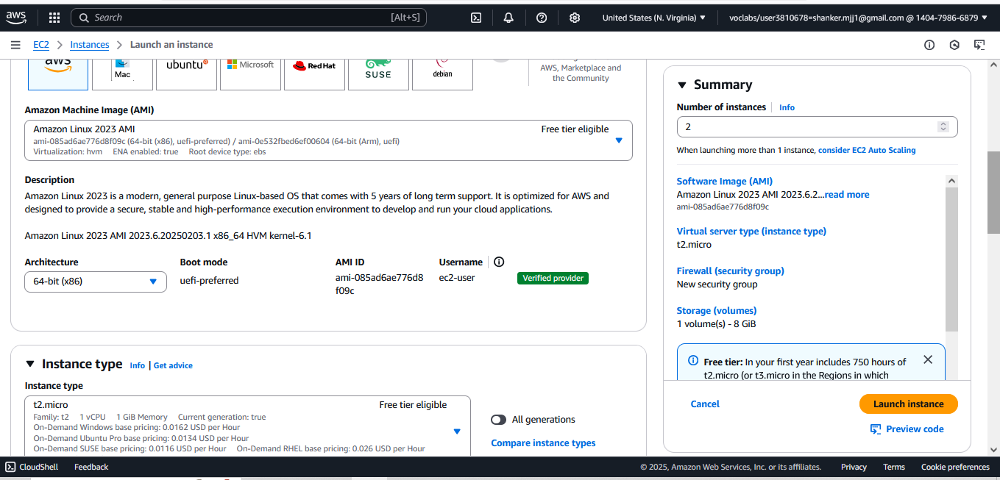 aws
Search
[Alt+S]
United States (N. Virginia)
voclabs/user3810678=shanker.mjj1@gmail.com @ 1404-7986-6879
EC2
Instances
Launch an instance
aws
Mac
ubuntu
Microsoft
Red Hat
SUSE
debian
AWS, Marketplace and
the Community
Amazon Machine Image (AMI)
Amazon Linux 2023 AMI
Free tier eligible
ami-085ad6ae776d8f09c (64-bit (x86), uefi-preferred) / ami-0e532fbed6ef00604 (64-bit (Arm), uefi)
Virtualization: hvm ENA enabled: true Root device type: ebs
Description
Amazon Linux 2023 is a modern, general purpose Linux-based OS that comes with 5 years of long term support. It is optimized for AWS and
designed to provide a secure, stable and high-performance execution environment to develop and run your cloud applications.
Amazon Linux 2023 AMI 2023.6.20250203.1 x86_64 HVM kernel-6.1
Architecture
64-bit (x86)
Boot mode
uefi-preferred
AMI ID
ami-085ad6ae776d8
f09c
Username
ec2-user
Verified provider
Instance type
Info | Get advice
Instance type
t2.micro
Free tier eligible
Family: t2 1 vCPU 1 GiB Memory Current generation: true
On-Demand Windows base pricing: 0.0162 USD per Hour
On-Demand Ubuntu Pro base pricing: 0.0134 USD per Hour
On-Demand SUSE base pricing: 0.0116 USD per Hour On-Demand RHEL base pricing: 0.026 USD per Hour
All generations
Compare instance types
Summary
Number of instances
Info
2
When launching more than 1 instance, consider EC2 Auto Scaling
Software Image (AMI)
Amazon Linux 2023 AMI 2023.6.2...read more
ami-085ad6ae776d8f09c
Virtual server type (instance type)
t2.micro
Firewall (security group)
New security group
Storage (volumes)
1 volume(s) - 8 GiB
Free tier: In your first year includes 750 hours of
t2.micro (or t3.micro in the Regions in which
Cancel
Launch instance
Preview code
CloudShell
Feedback
© 2025, Amazon Web Services, Inc. or its affiliates.
Privacy
Terms
Cookie preferences